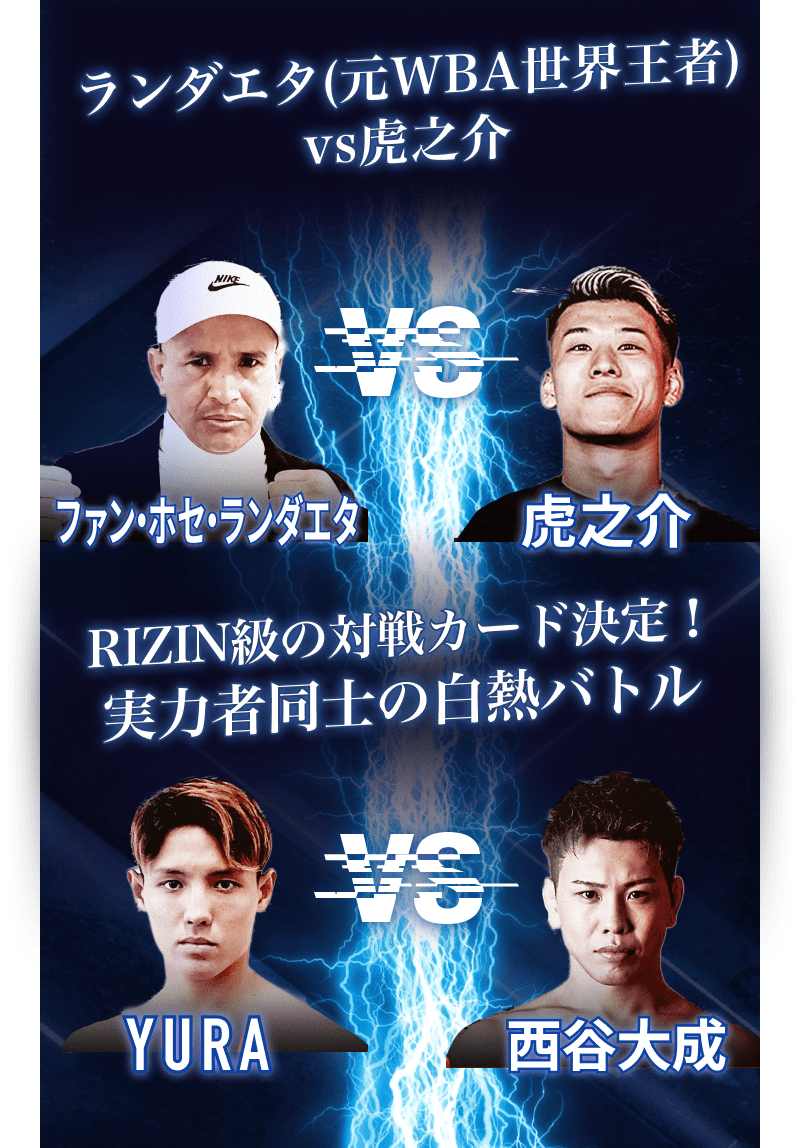 ランダエタ(元WBA世界王者)
vs虎之介
NIKE
VS
ファン・ホセ・ランダエタ
虎之介
RIZIN級の対戦カード決定！
実力者同士の白熱バトル
VS
YURA
西谷大成